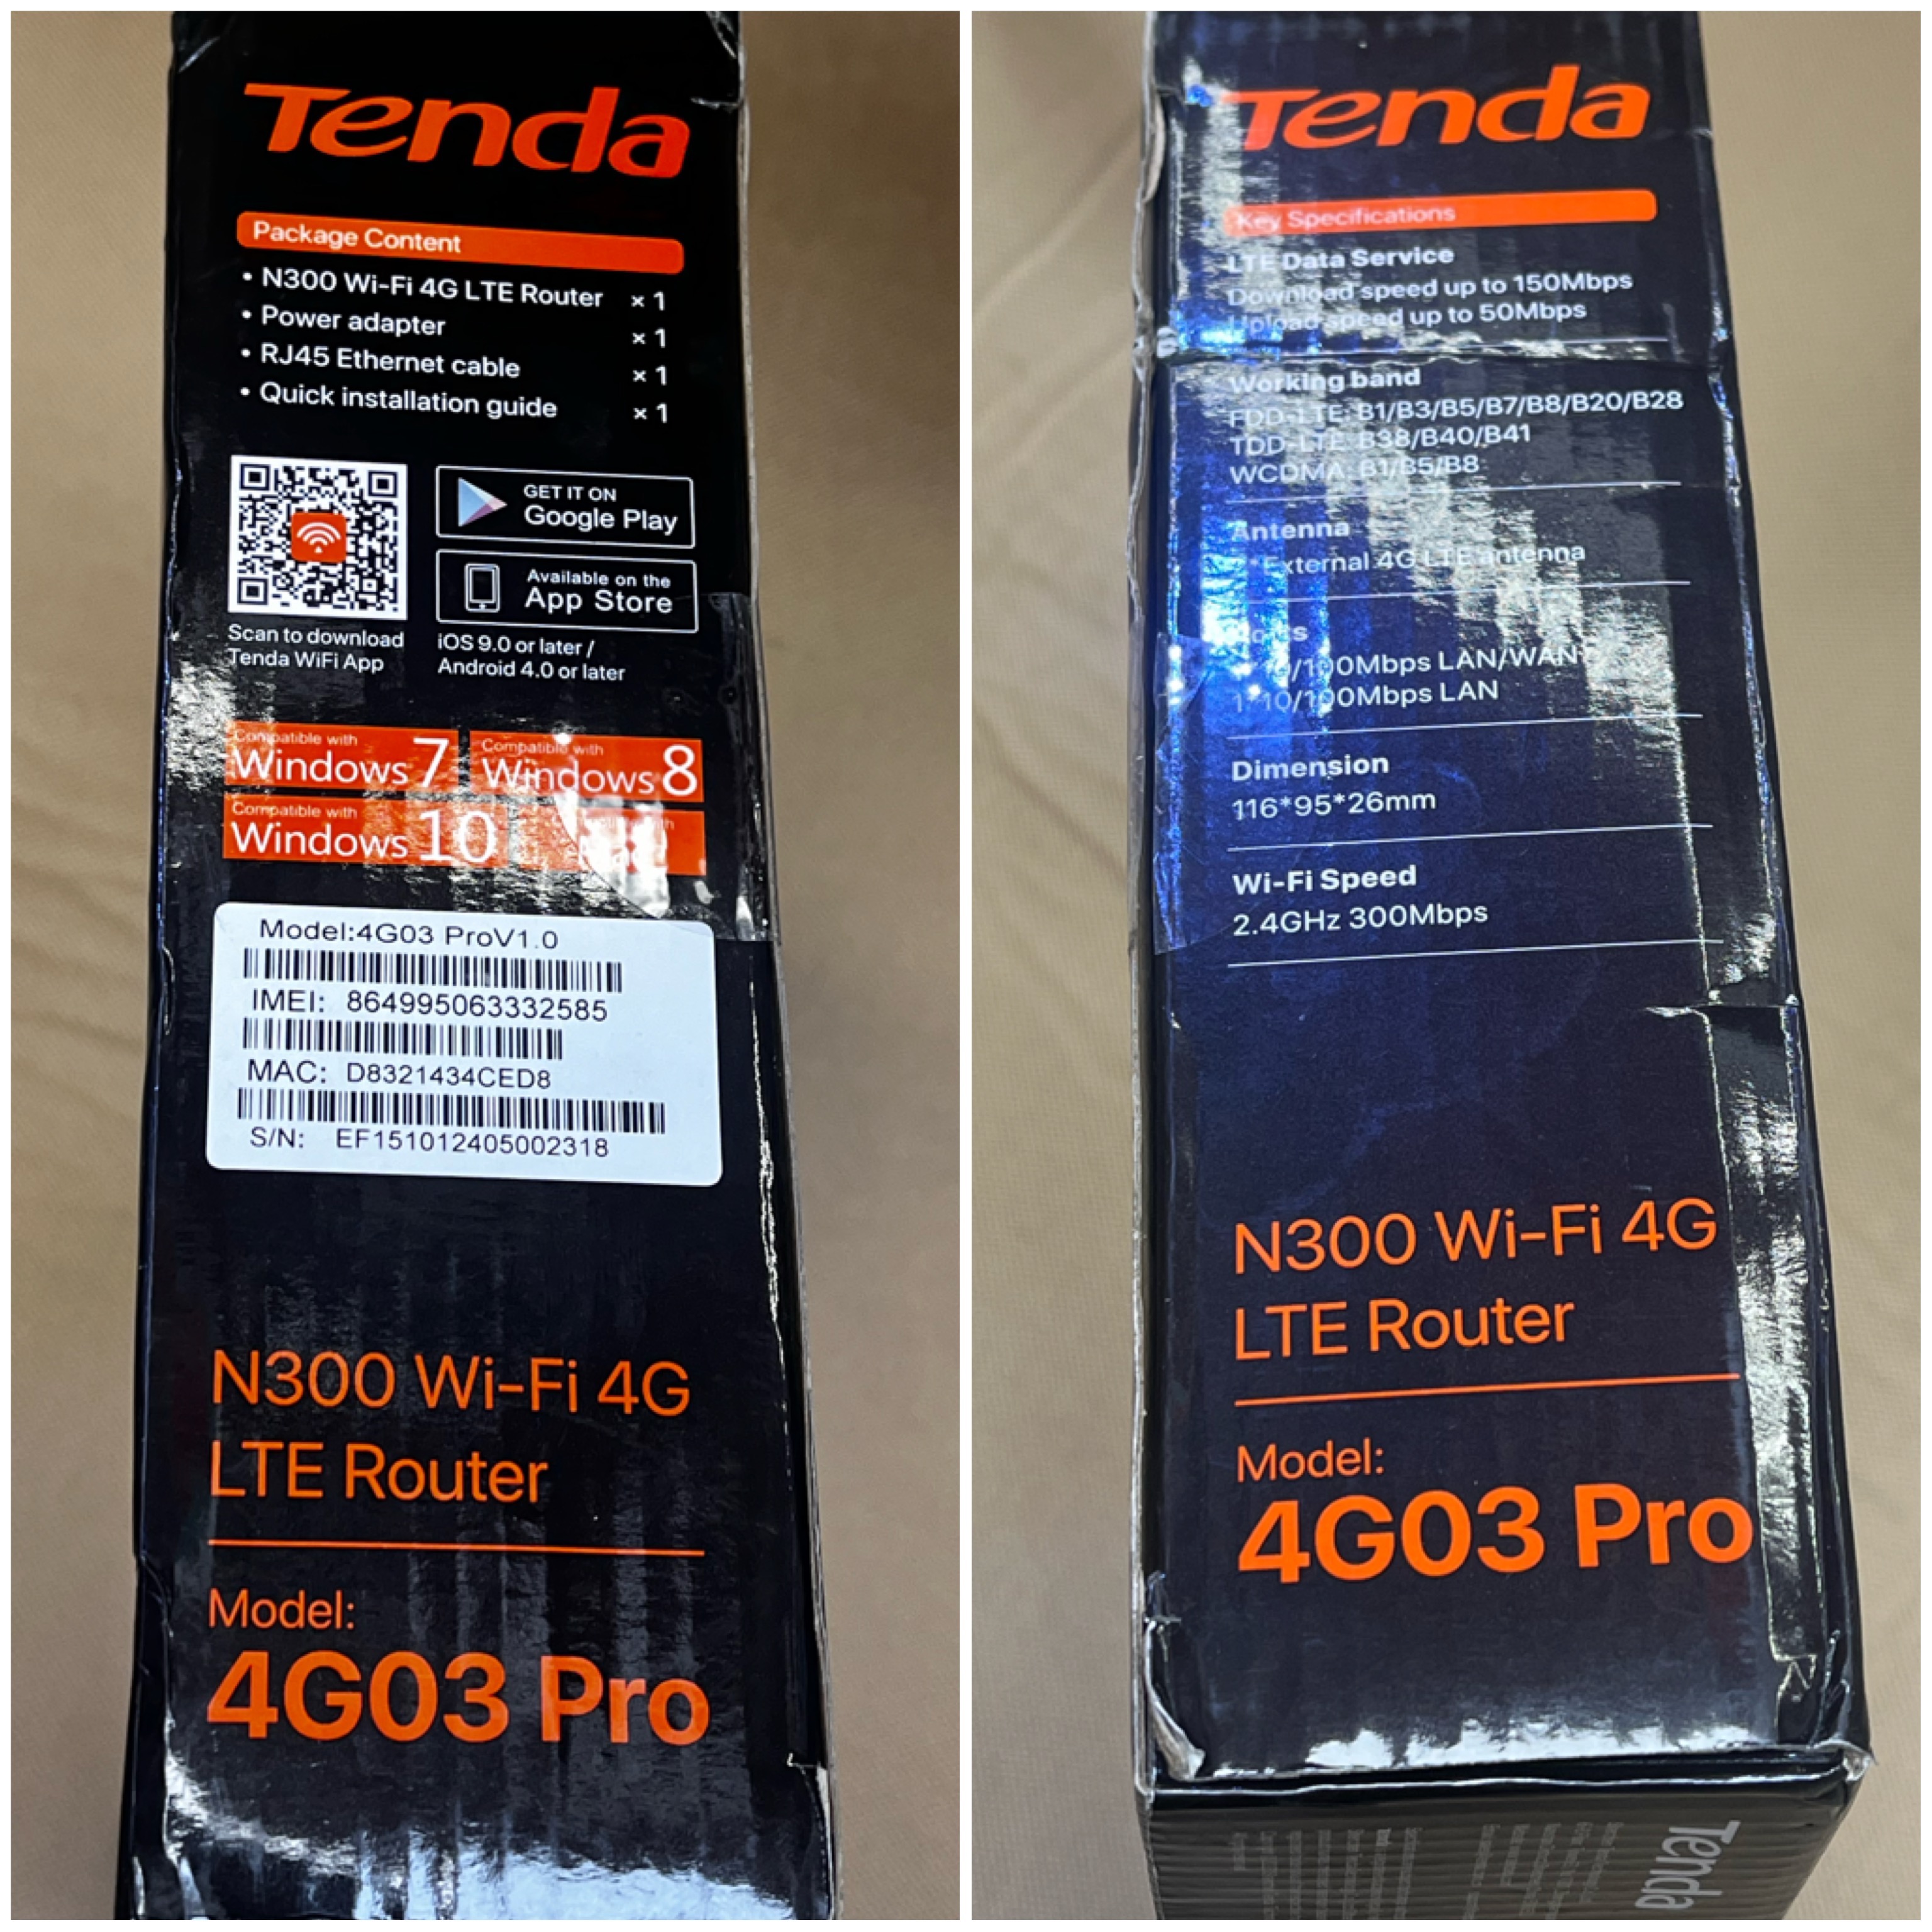 Tenda
Package Content
• N300 Wi-Fi 4G LTE Router × 1
• Power adapter × 1
• RJ45 Ethernet cable × 1
• Quick installation guide × 1
GET IT ON
Google Play
Available on the
App Store
Scan to download
Tenda WiFi App
iOS 9.0 or later /
Android 4.0 or later
Compatible with
Windows 7
Compatible with
Windows 8
Compatible with
Windows 10
Model:4G03 ProV1.0
IMEI: 864995063332585
MAC: D8321434CED8
S/N: EF151012405002318
N300 Wi-Fi 4G
LTE Router
Model:
4G03 Pro
Tenda
Key Specifications
LTE Data Service
Download speed up to 150Mbps
Upload speed up to 50Mbps
Working band
FDD-LTE: B1/B3/B5/B7/B8/B20/B28
TDD-LTE: B38/B40/B41
WCDMA: B1/B5/B8
Antenna
External 4G LTE antenna
LAN/WAN
1*10/100Mbps LAN
Dimension
116*95*26mm
Wi-Fi Speed
2.4GHz 300Mbps
N300 Wi-Fi 4G
LTE Router
Model:
4G03 Pro
Tenda